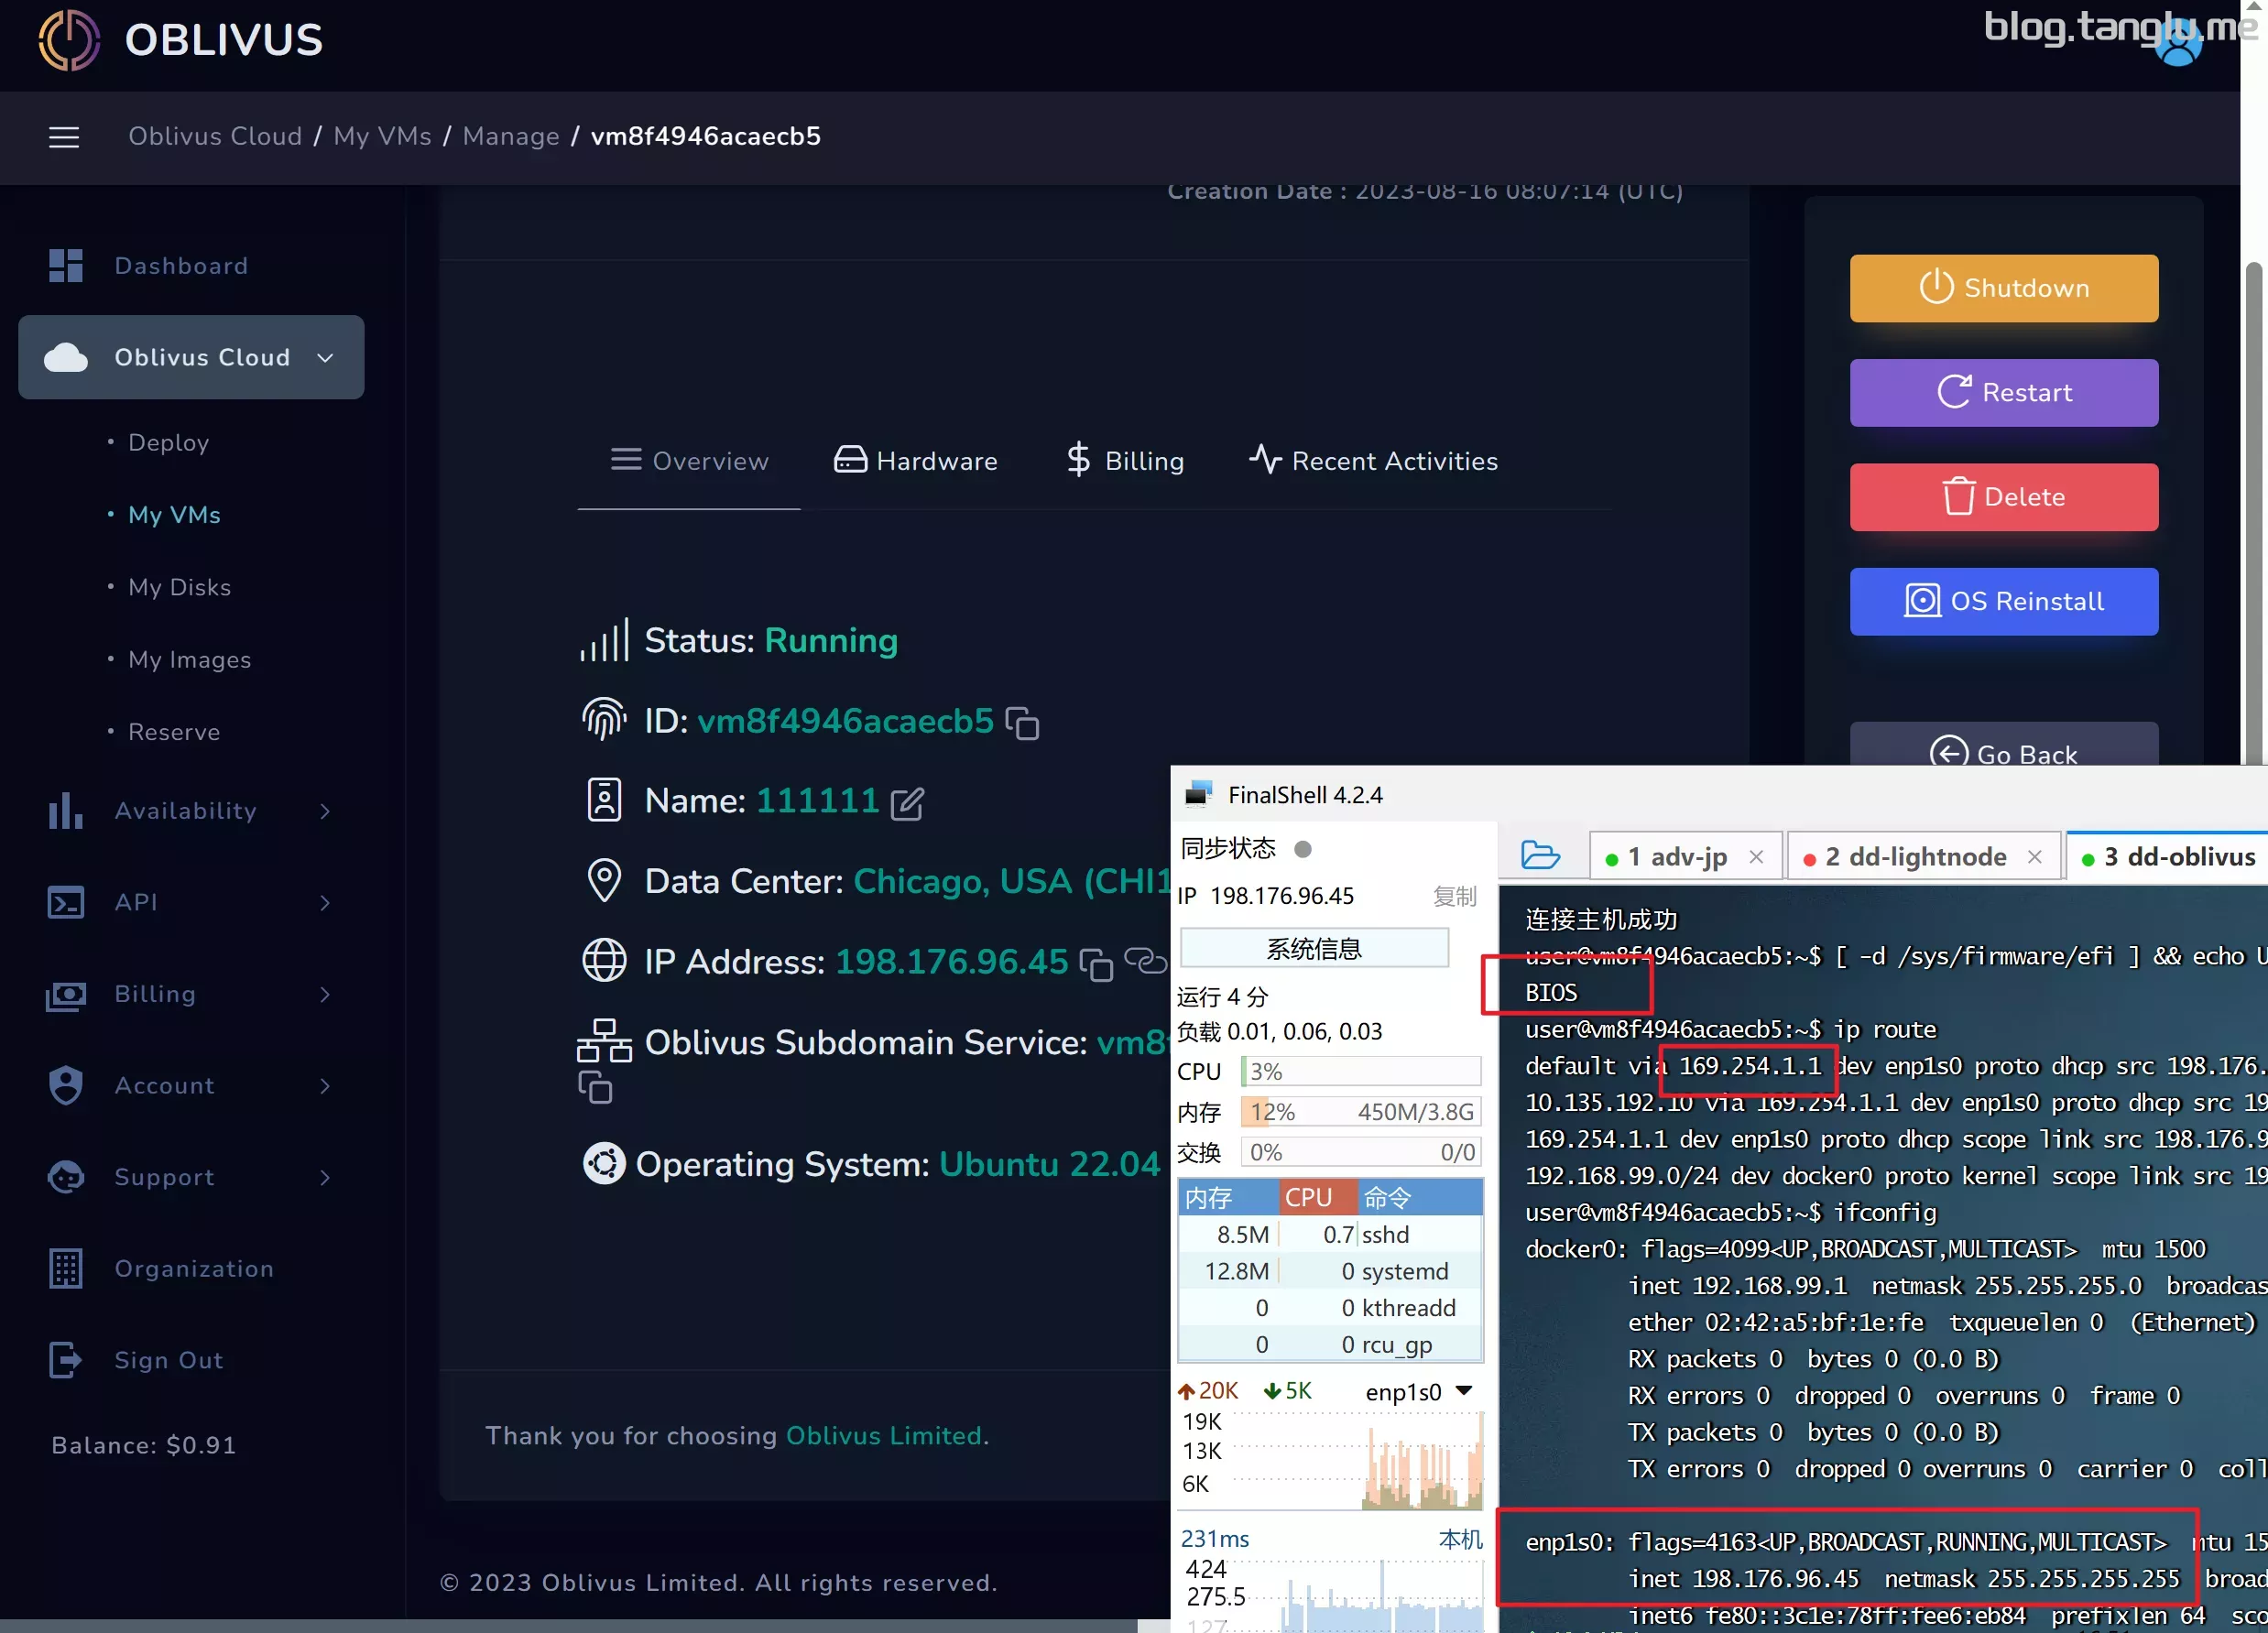 OBLIVUS
blog.tanglu.me
Oblivus Cloud / My VMs / Manage / vm8f4946acaecb5
Creation Date : 2023-08-16 08:07:14 (UTC)
Dashboard
Oblivus Cloud
Deploy
My VMs
My Disks
My Images
Reserve
Availability
API
Billing
Account
Support
Organization
Sign Out
Balance: $0.91
Overview
Hardware
Billing
Recent Activities
Status: Running
ID: vm8f4946acaecb5
Name: 111111
Data Center: Chicago, USA (CHI1
IP Address: 198.176.96.45
Oblivus Subdomain Service: vm8f
Operating System: Ubuntu 22.04
Thank you for choosing Oblivus Limited.
© 2023 Oblivus Limited. All rights reserved.
Shutdown
Restart
Delete
OS Reinstall
Go Back
FinalShell 4.2.4
同步状态
IP 198.176.96.45 复制
系统信息
运行 4 分
负载 0.01, 0.06, 0.03
CPU 3%
内存 12% 450M/3.8G
交换 0% 0/0
内存 CPU 命令
8.5M 0.7 sshd
12.8M 0 systemd
0 0 kthreadd
0 0 rcu_gp
20K 5K enp1s0
19K
13K
6K
231ms 本机
424
275.5
127
1 adv-jp
2 dd-lightnode
3 dd-oblivus
连接主机成功
user@vm8f4946acaecb5:~$ [ -d /sys/firmware/efi ] && echo U
BIOS
user@vm8f4946acaecb5:~$ ip route
default via 169.254.1.1 dev enp1s0 proto dhcp src 198.176.
10.135.192.10 via 169.254.1.1 dev enp1s0 proto dhcp src 19
169.254.1.1 dev enp1s0 proto dhcp scope link src 198.176.9
192.168.99.0/24 dev docker0 proto kernel scope link src 19
user@vm8f4946acaecb5:~$ ifconfig
docker0: flags=4099<UP,BROADCAST,MULTICAST> mtu 1500
inet 192.168.99.1 netmask 255.255.255.0 broadcas
ether 02:42:a5:bf:1e:fe txqueuelen 0 (Ethernet)
RX packets 0 bytes 0 (0.0 B)
RX errors 0 dropped 0 overruns 0 frame 0
TX packets 0 bytes 0 (0.0 B)
TX errors 0 dropped 0 overruns 0 carrier 0 coll
enp1s0: flags=4163<UP,BROADCAST,RUNNING,MULTICAST> mtu 15
inet 198.176.96.45 netmask 255.255.255.255 broad
inet6 fe80::3c1e:78ff:fee6:eb84 prefixlen 64 sco